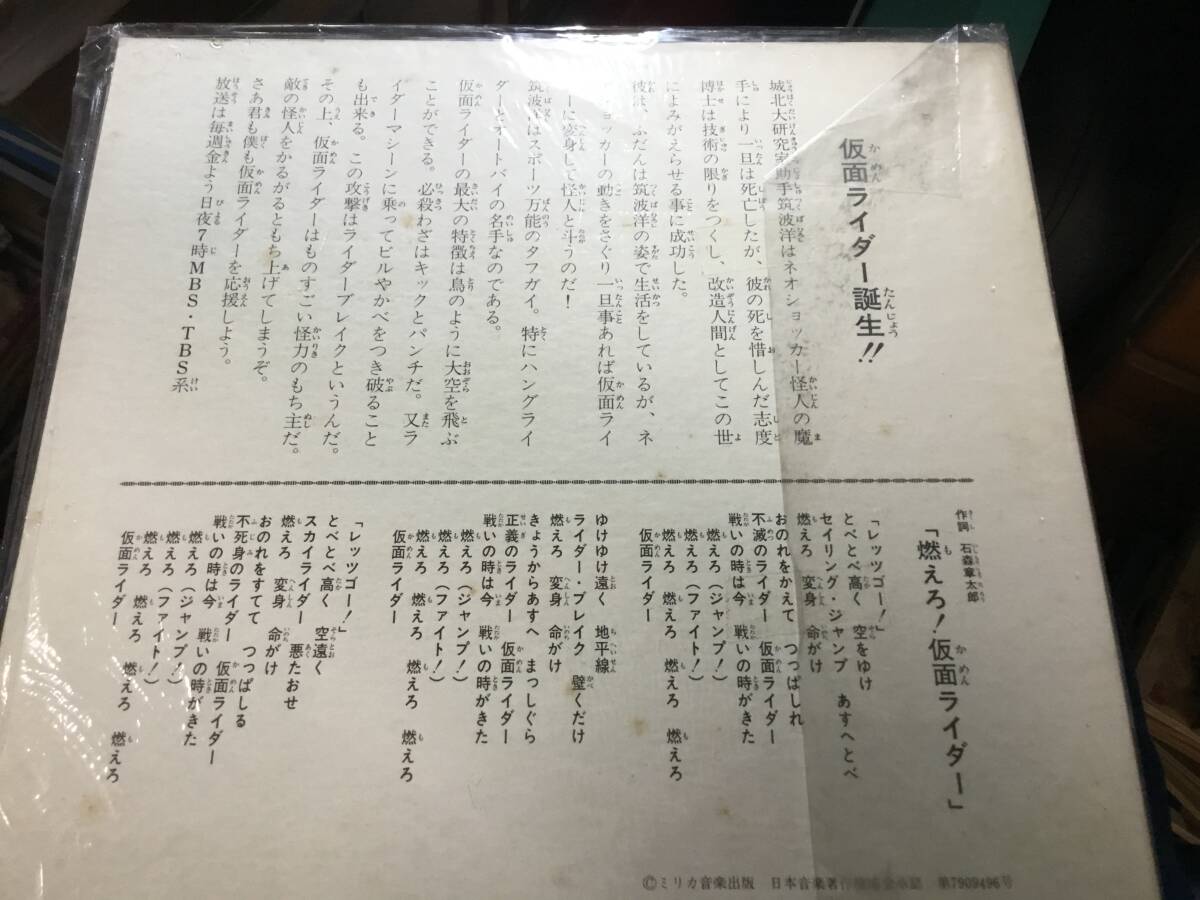 仮面ライダー誕生!!
城北大研究室助手筑波洋はネオショッカー怪人の魔
手により一旦は死亡したが、彼の死を惜しんだ志度
博士は技術の限りをつくし、改造人間としてこの世
によみがえらせる事に成功した。
彼は、ふだんは筑波洋の姿で生活をしているが、ネ
オショッカーの動きをさぐり一旦事あれば仮面ライ
ダーに変身して怪人と斗うのだ!
筑波洋はスポーツ万能のタフガイ。特にハングライ
ダーとオートバイの名手なのである。
仮面ライダーの最大の特徴は鳥のように大空を飛ぶ
ことができる。必殺わざはキックとパンチだ。又ラ
イダーマシーンに乗ってビルやかべをつき破ること
も出来る。この攻撃はライダーブレイクというんだ。
その上、仮面ライダーはものすごい怪力のもち主だ。
敵の怪人をかるがるともち上げてしまうぞ。
さあ君も僕も仮面ライダーを応援しよう。
放送は毎週金よう日夜7時MBS・TBS系
作詞 石森章太郎
「燃えろ!仮面ライダー」
「レッツゴー!」
とべとべ高く 空をゆけ
セイリング・ジャンプ あすへとべ
燃えろ 変身 命がけ
おのれをかえて つっぱしれ
不滅のライダー 仮面ライダー
戦いの時は今 戦いの時がきた
燃えろ(ジャンプ!)
燃えろ(ファイト!)
燃えろ 燃えろ 燃えろ 燃えろ
仮面ライダー
ゆけゆけ遠く 地平線
ライダー・ブレイク 壁くだけ
燃えろ 変身 命がけ
きょうからあすへ まっしぐら
正義のライダー 仮面ライダー
戦いの時は今 戦いの時がきた
燃えろ(ジャンプ!)
燃えろ(ファイト!)
燃えろ 燃えろ 燃えろ 燃えろ
仮面ライダー
「レッツゴー!」
とべとべ高く 空遠く
スカイライダー 悪たおせ
燃えろ 変身 命がけ
おのれをすてて つっぱしる
不死身のライダー 仮面ライダー
戦いの時は今 戦いの時がきた
燃えろ(ジャンプ!)
燃えろ(ファイト!)
燃えろ 燃えろ 燃えろ 燃えろ
仮面ライダー
©ミリカ音楽出版 日本音楽著作権協会承認 第7909496号